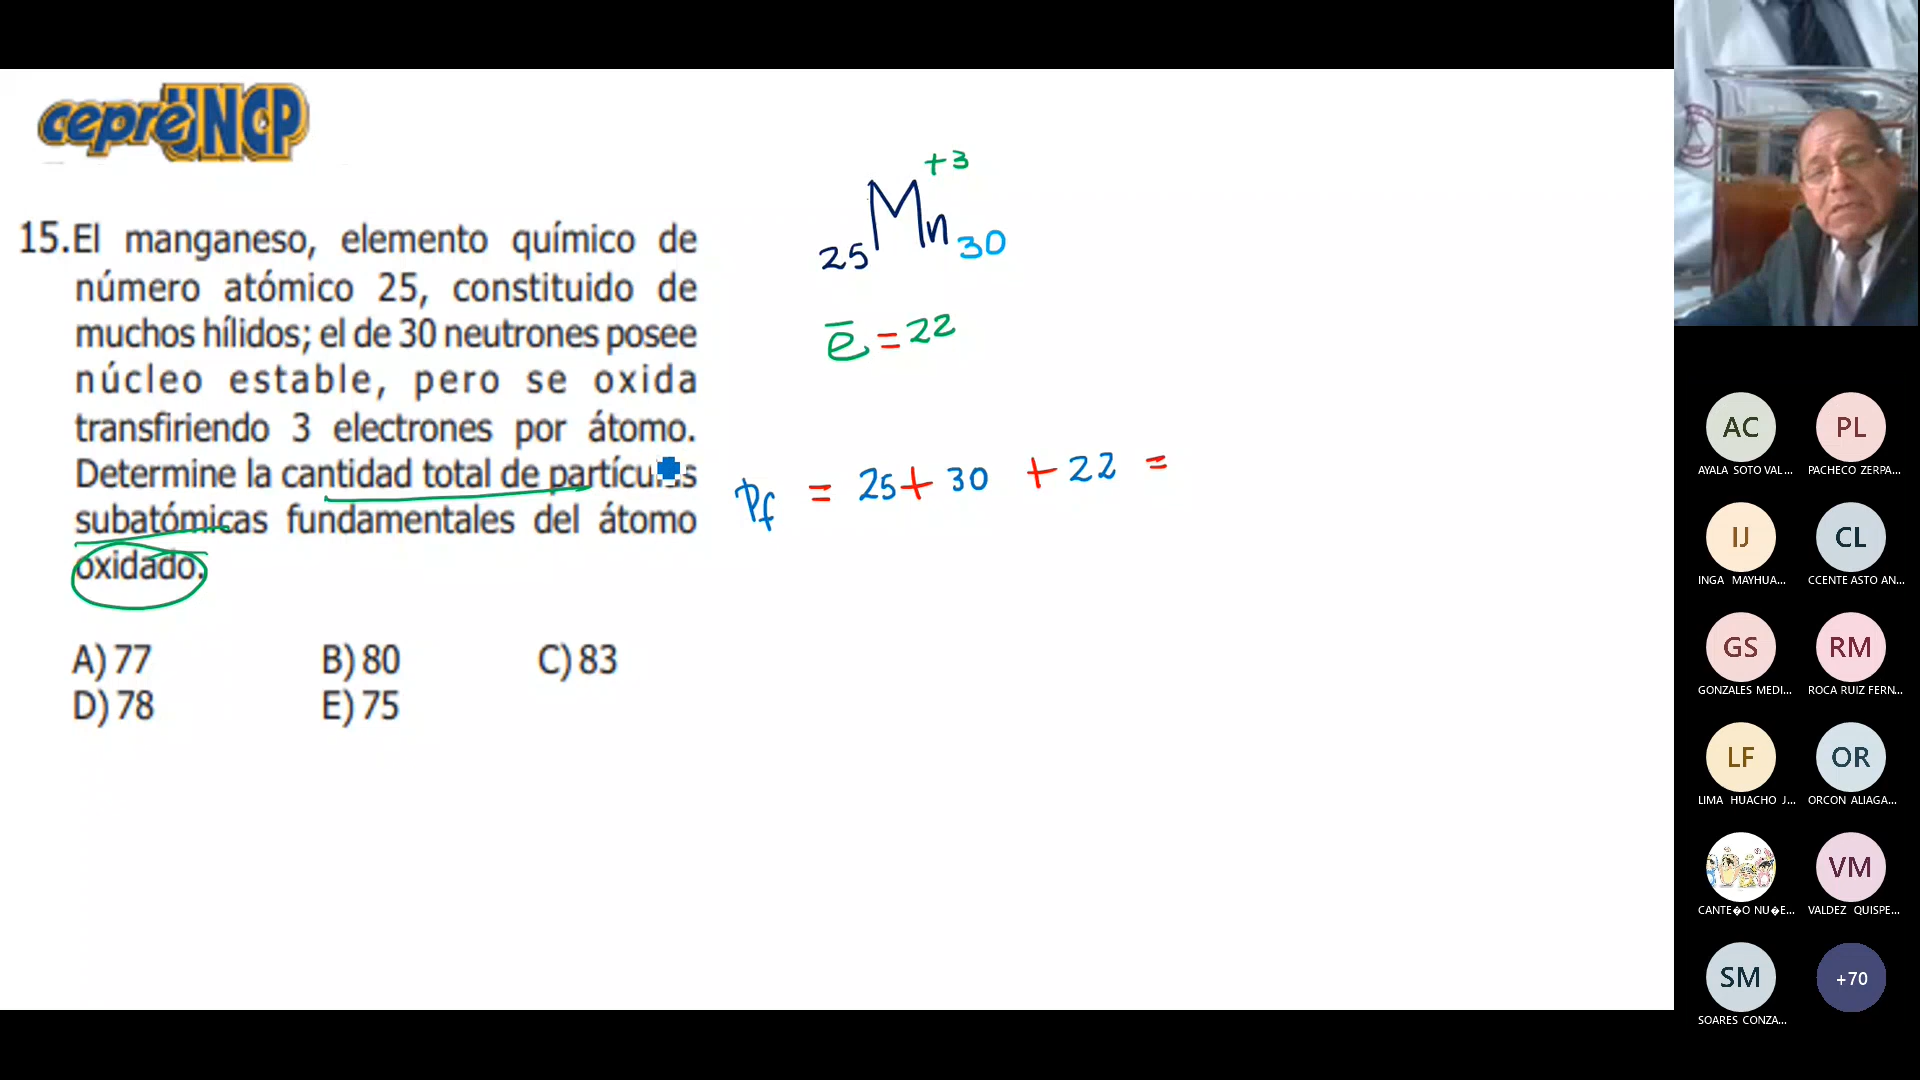 cepreUNCP
15.El manganeso, elemento químico de
número atómico 25, constituido de
muchos hílidos; el de 30 neutrones posee
núcleo estable, pero se oxida
transfiriendo 3 electrones por átomo.
Determine la cantidad total de partículas
subatómicas fundamentales del átomo
oxidado.
A) 77 B) 80 C) 83
D) 78 E) 75
+3
25 Mn 30
e = 22
Pf = 25 + 30 + 22 =
AC PL
AYALA SOTO VAL... PACHECO ZERPA...
IJ CL
INGA MAYHUA... CCENTE ASTO AN...
GS RM
GONZALES MEDI... ROCA RUIZ FERN...
LF OR
LIMA HUACHO J... ORCON ALIAGA...
VM
CANTE�O NU�E... VALDEZ QUISPE...
SM +70
SOARES CONZA...